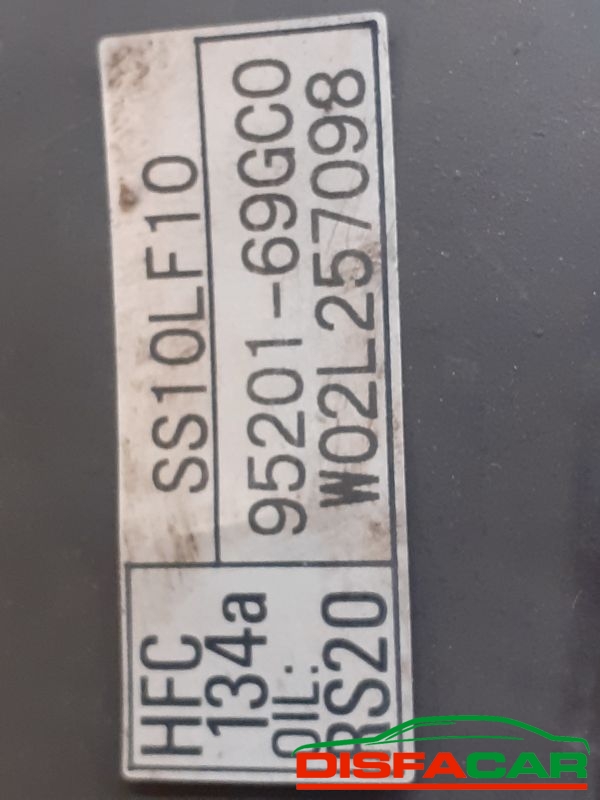 HFC
134a
OIL:
RS20
SS10LF10
95201-69GC0
W02L257098
DISFACAR